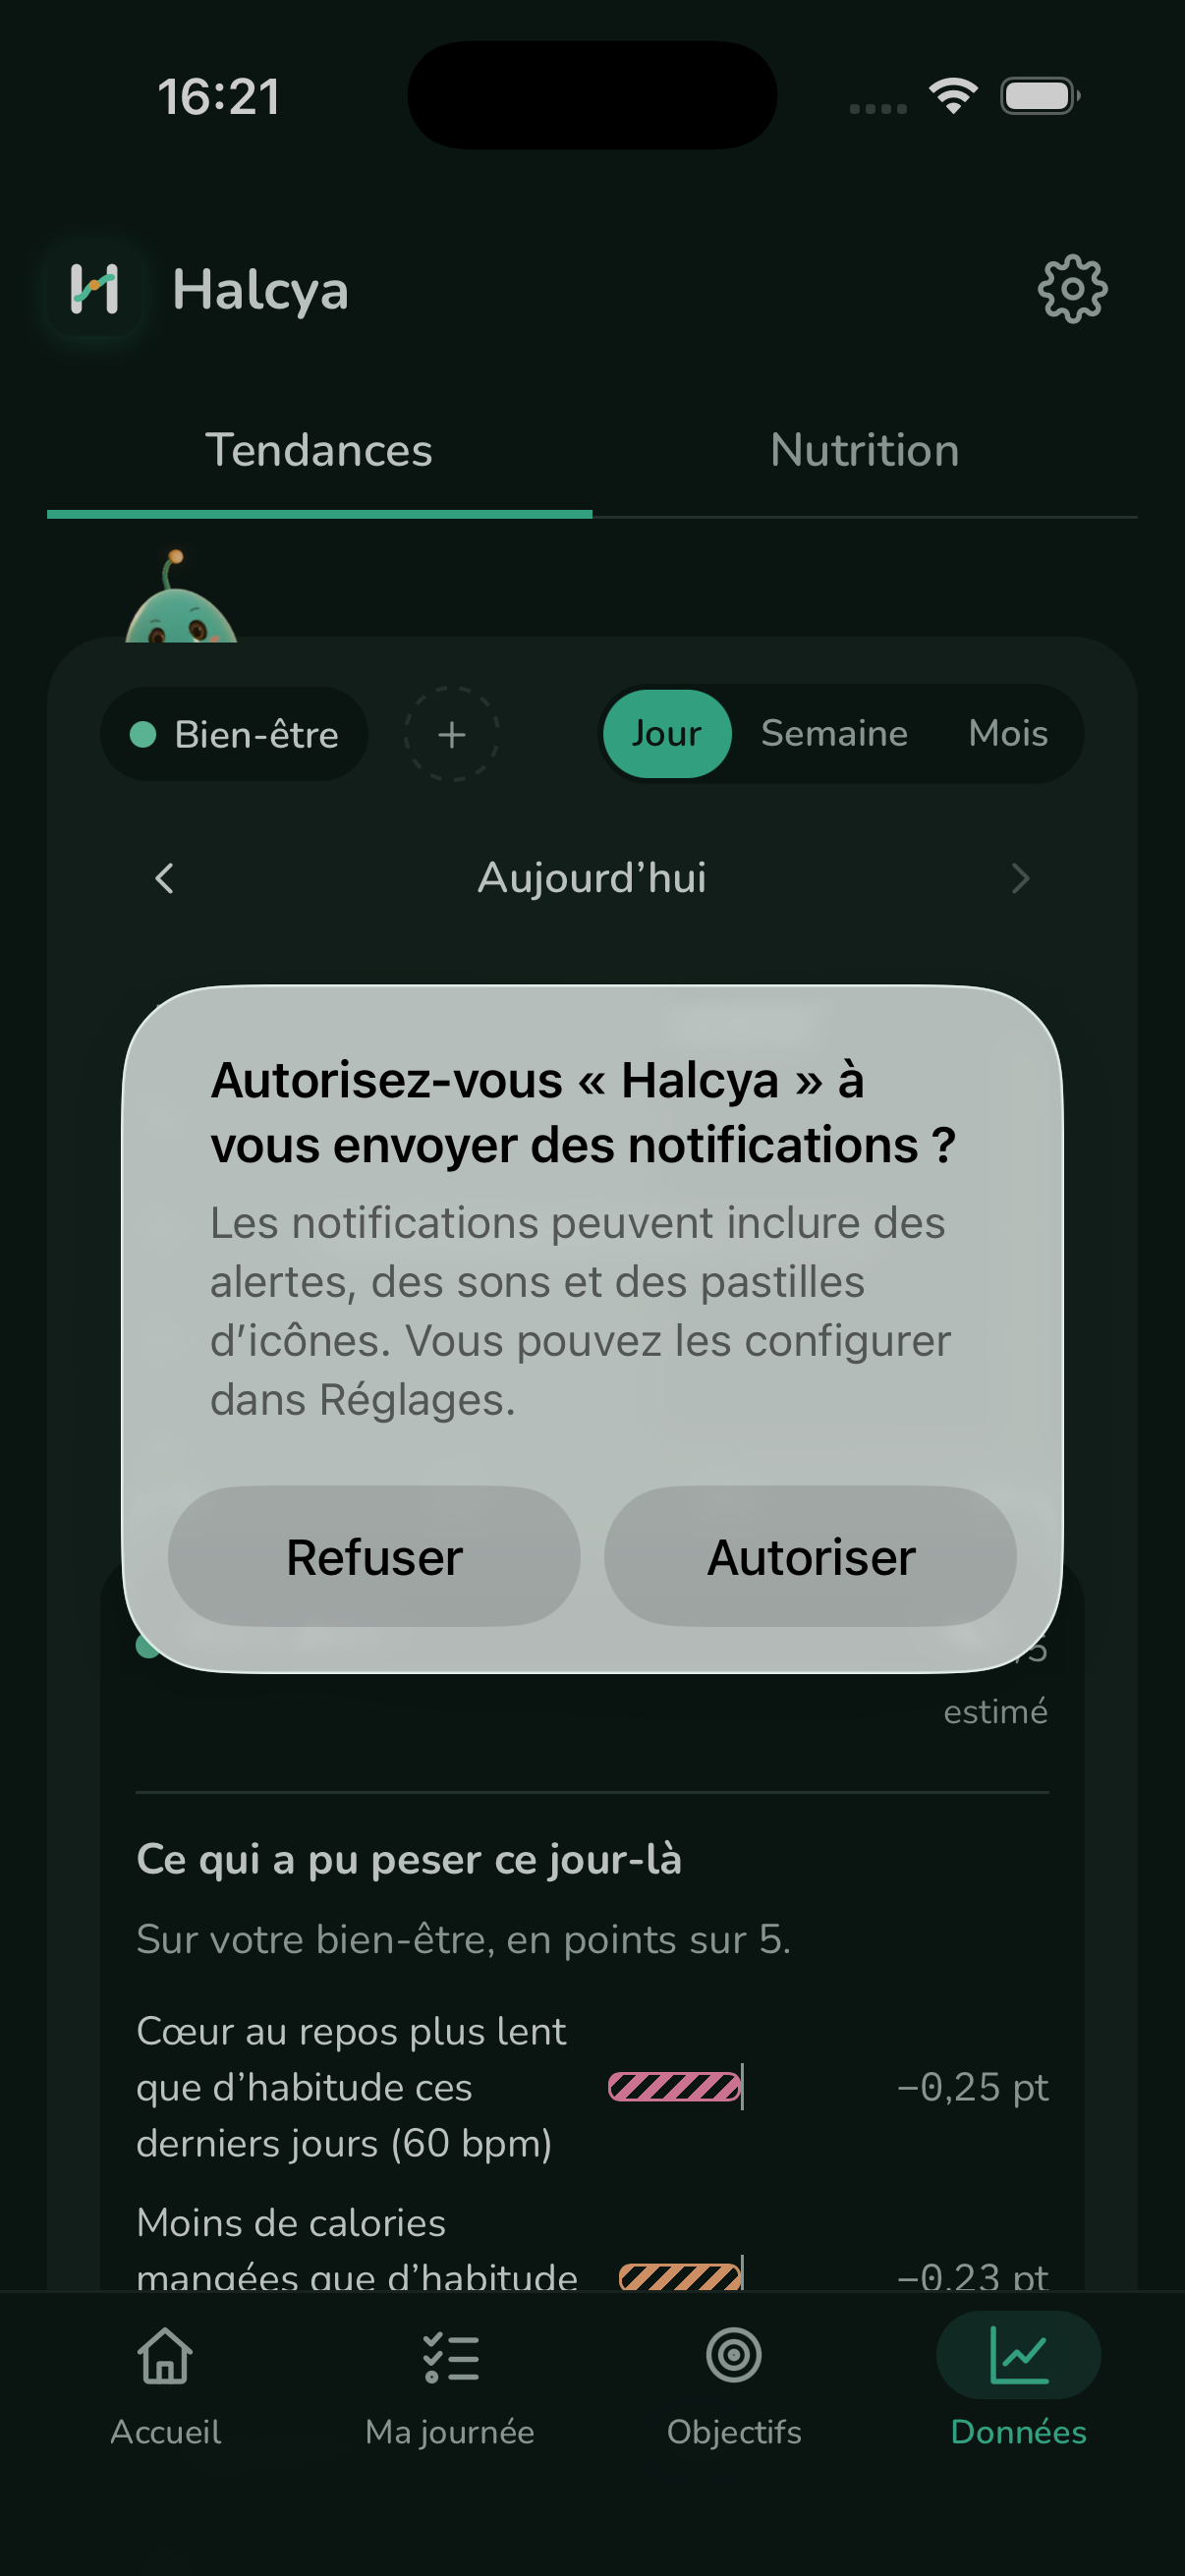 16:21
Halcya
Tendances
Nutrition
Bien-être
+
Jour
Semaine
Mois
Aujourd’hui
Autorisez-vous « Halcya » à
vous envoyer des notifications ?
Les notifications peuvent inclure des
alertes, des sons et des pastilles
d’icônes. Vous pouvez les configurer
dans Réglages.
Refuser
Autoriser
estimé
Ce qui a pu peser ce jour-là
Sur votre bien-être, en points sur 5.
Cœur au repos plus lent
que d’habitude ces
derniers jours (60 bpm)
−0,25 pt
Moins de calories
mangées que d’habitude
−0,23 pt
Accueil
Ma journée
Objectifs
Données